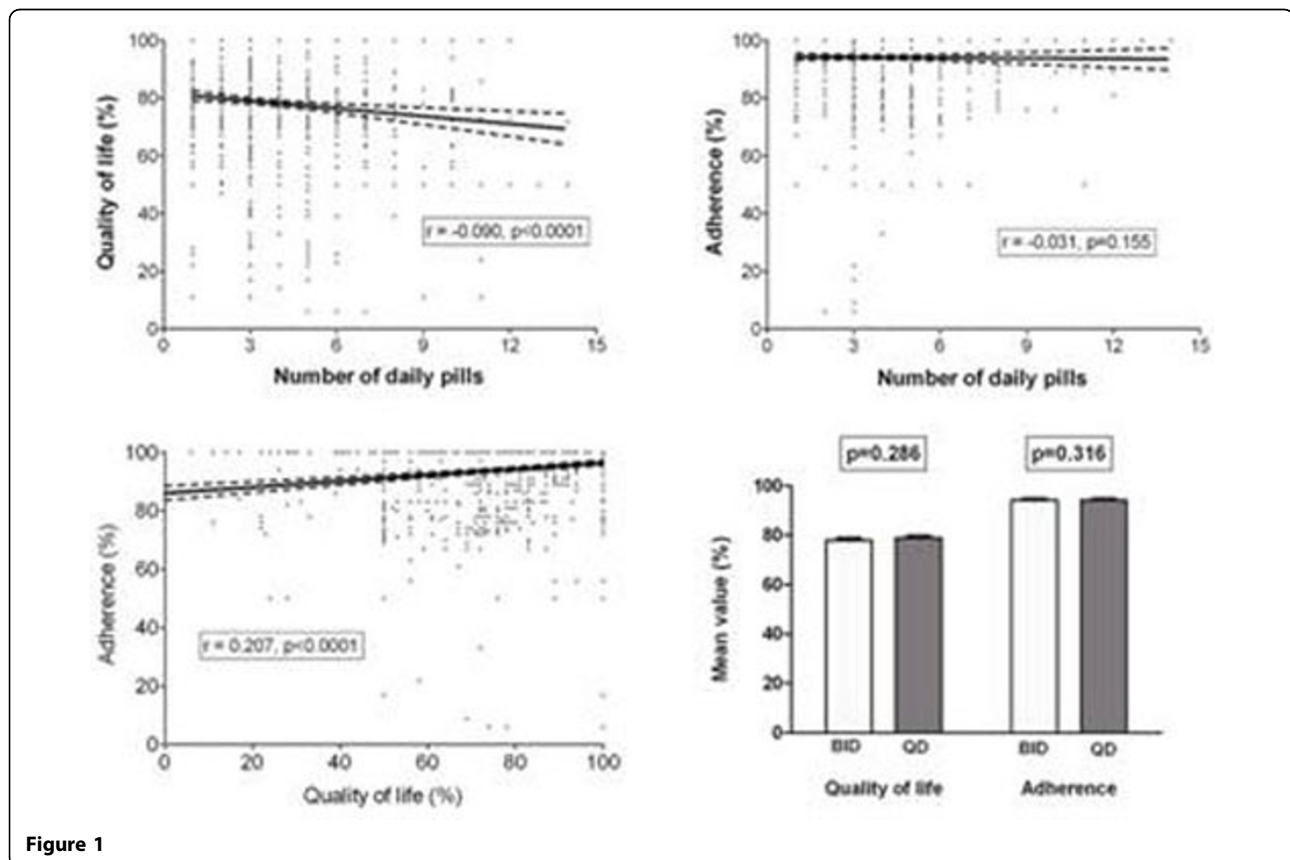 100
80
60
40
20
0
Quality of life (%)
r = -0.090, p<0.0001
0 3 6 9 12 15
Number of daily pills
100
80
60
40
20
0
Adherence (%)
r = -0.031, p=0.155
0 3 6 9 12 15
Number of daily pills
100
80
60
40
20
0
Adherence (%)
r = 0.207, p<0.0001
0 20 40 60 80 100
Quality of life (%)
p=0.286 p=0.316
100
80
60
40
20
0
Mean value (%)
BID QD BID QD
Quality of life Adherence
Figure 1